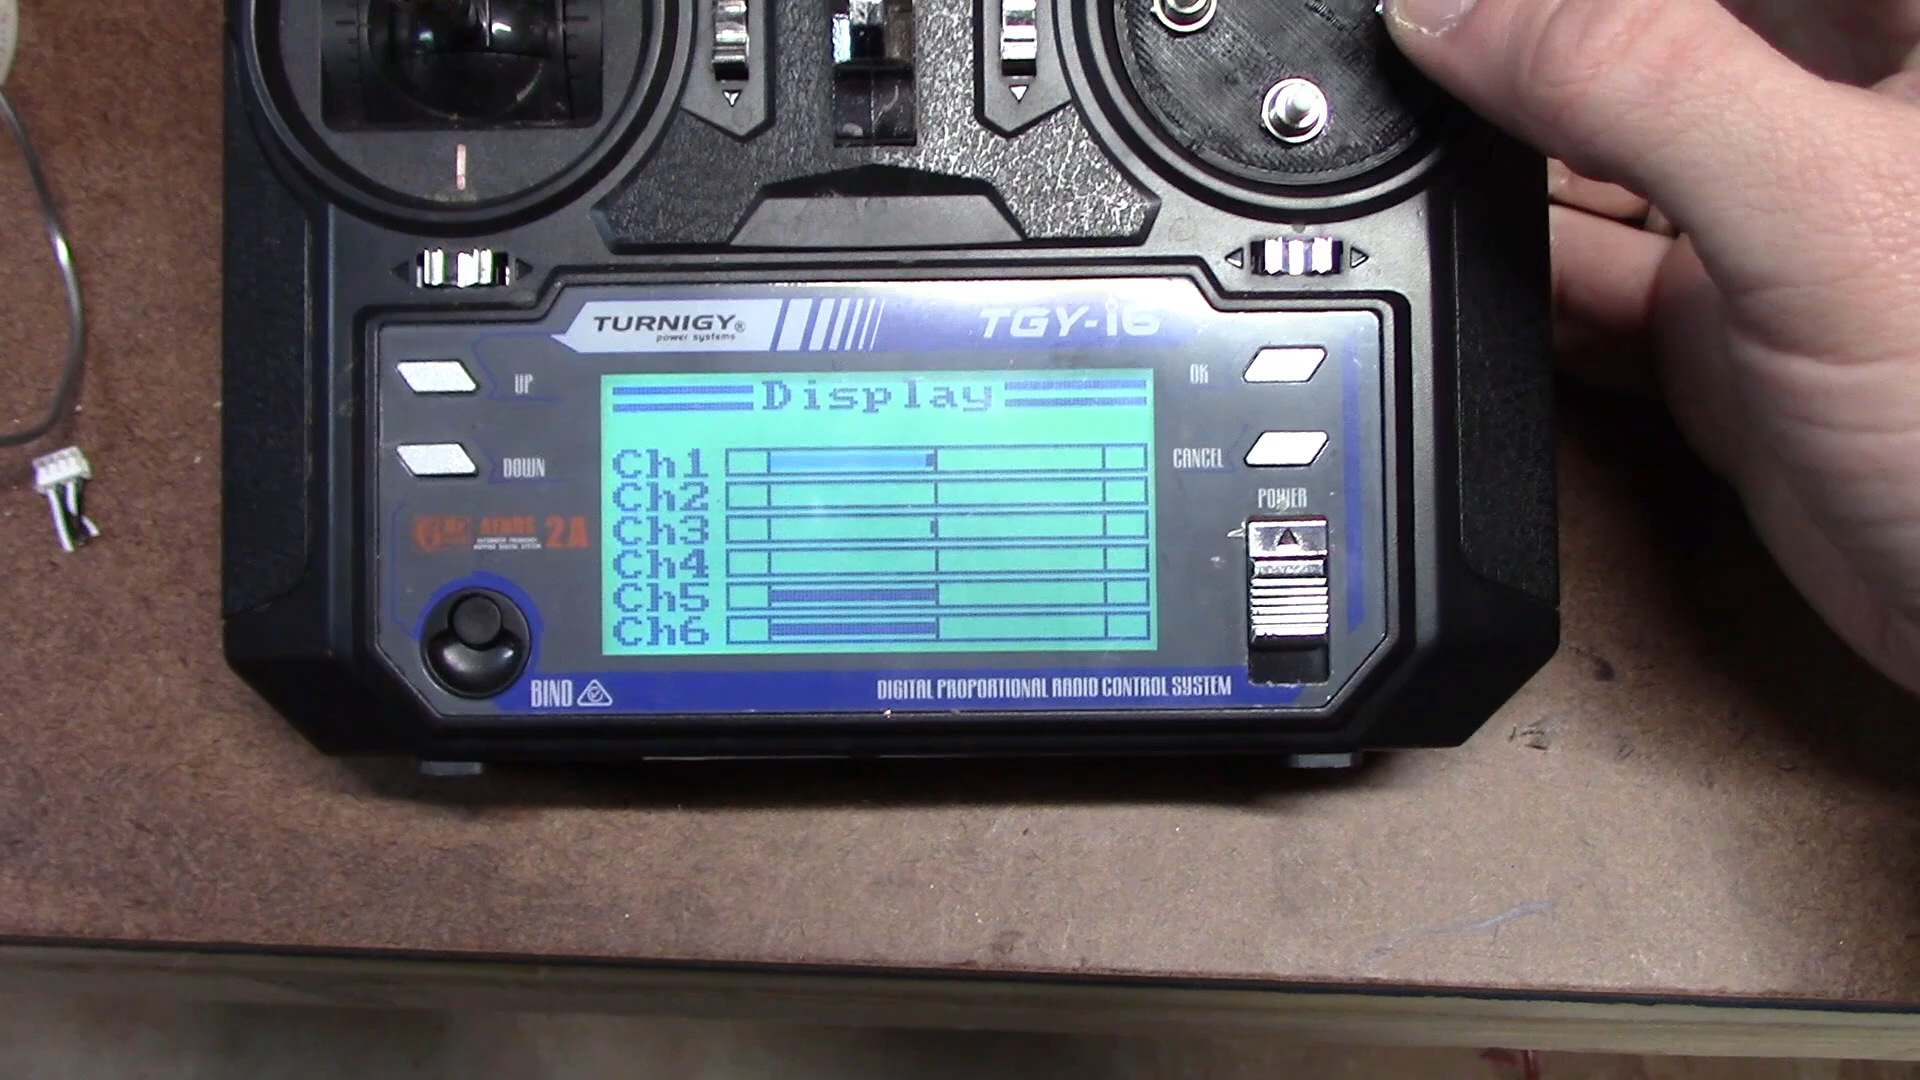 TURNIGY®
power systems
TGY-i6
UP
OK
Display
DOWN
CANCEL
Ch1
Ch2
Ch3
Ch4
Ch5
Ch6
POWER
2A
BIND
DIGITAL PROPORTIONAL RADIO CONTROL SYSTEM